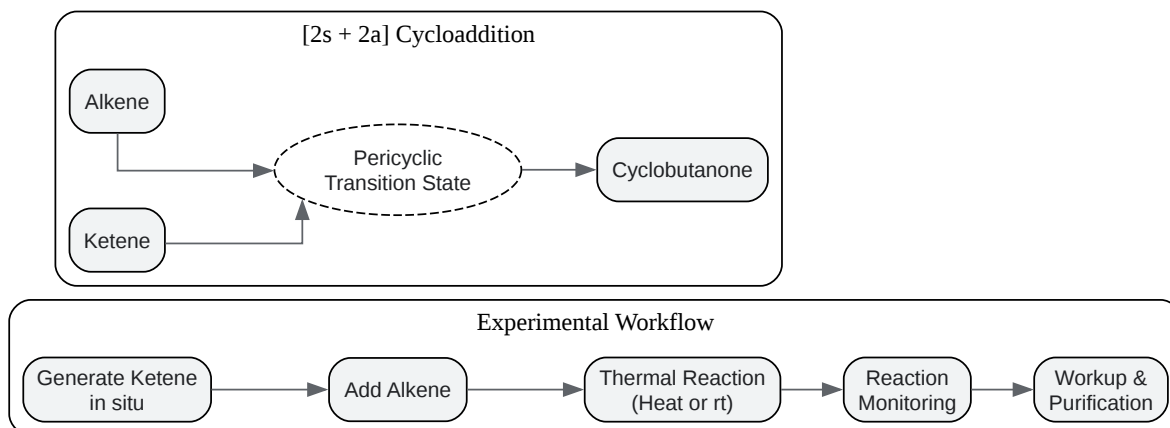 [2s + 2a] Cycloaddition
Alkene
Pericyclic
Transition State
Cyclobutanone
Ketene
Experimental Workflow
Generate Ketene
in situ
Add Alkene
Thermal Reaction
(Heat or rt)
Reaction
Monitoring
Workup &
Purification